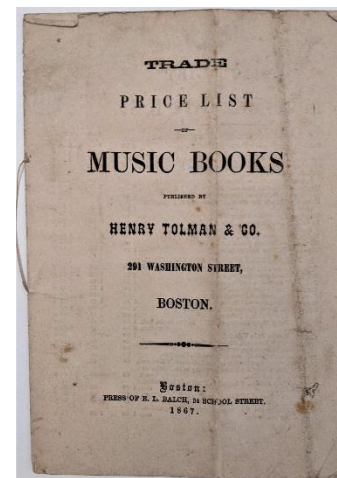 TRADE
PRICE LIST
OF
MUSIC BOOKS
PUBLISHED BY
HENRY TOLMAN & CO.
291 WASHINGTON STREET,
BOSTON.
Boston:
PRESS OF E. L. BALCH, 34 SCHOOL STREET.
1867.